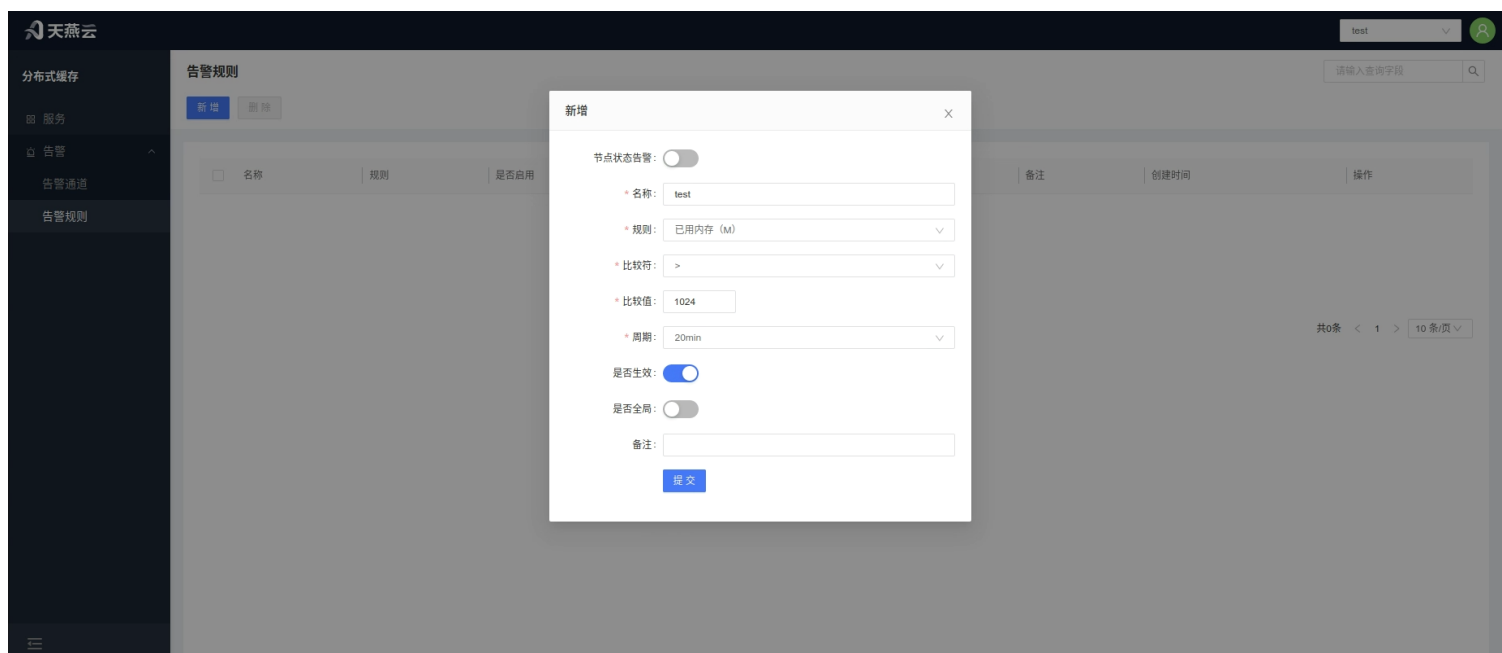 天燕云
test
分布式缓存
告警规则
请输入查询字段
新 增
删 除
服务
告警
告警通道
告警规则
名称
规则
是否启用
备注
创建时间
操作
共0条 < 1 > 10 条/页
新增
节点状态告警:
* 名称: test
* 规则: 已用内存（M）
* 比较符: >
* 比较值: 1024
* 周期: 20min
是否生效:
是否全局:
备注:
提 交